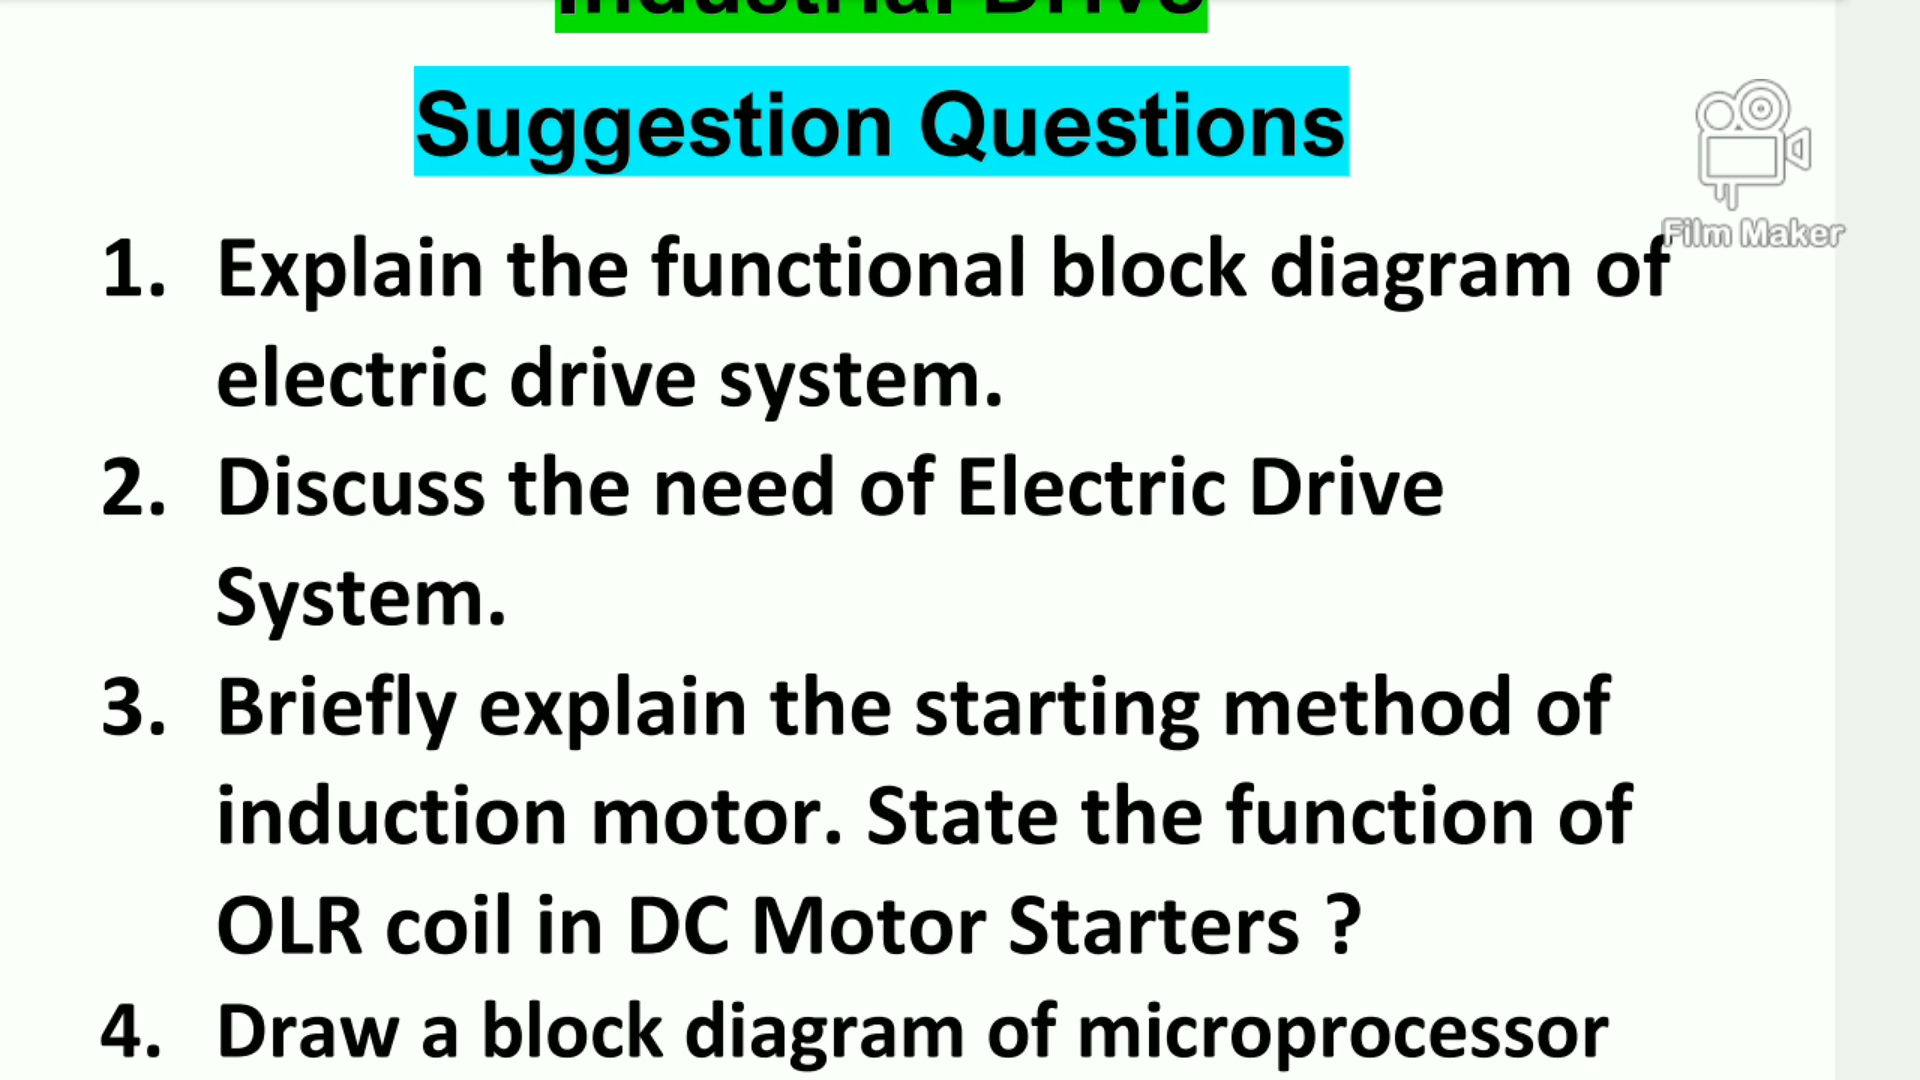 Industrial Drive
Suggestion Questions
Film Maker
1. Explain the functional block diagram of
electric drive system.
2. Discuss the need of Electric Drive
System.
3. Briefly explain the starting method of
induction motor. State the function of
OLR coil in DC Motor Starters ?
4. Draw a block diagram of microprocessor